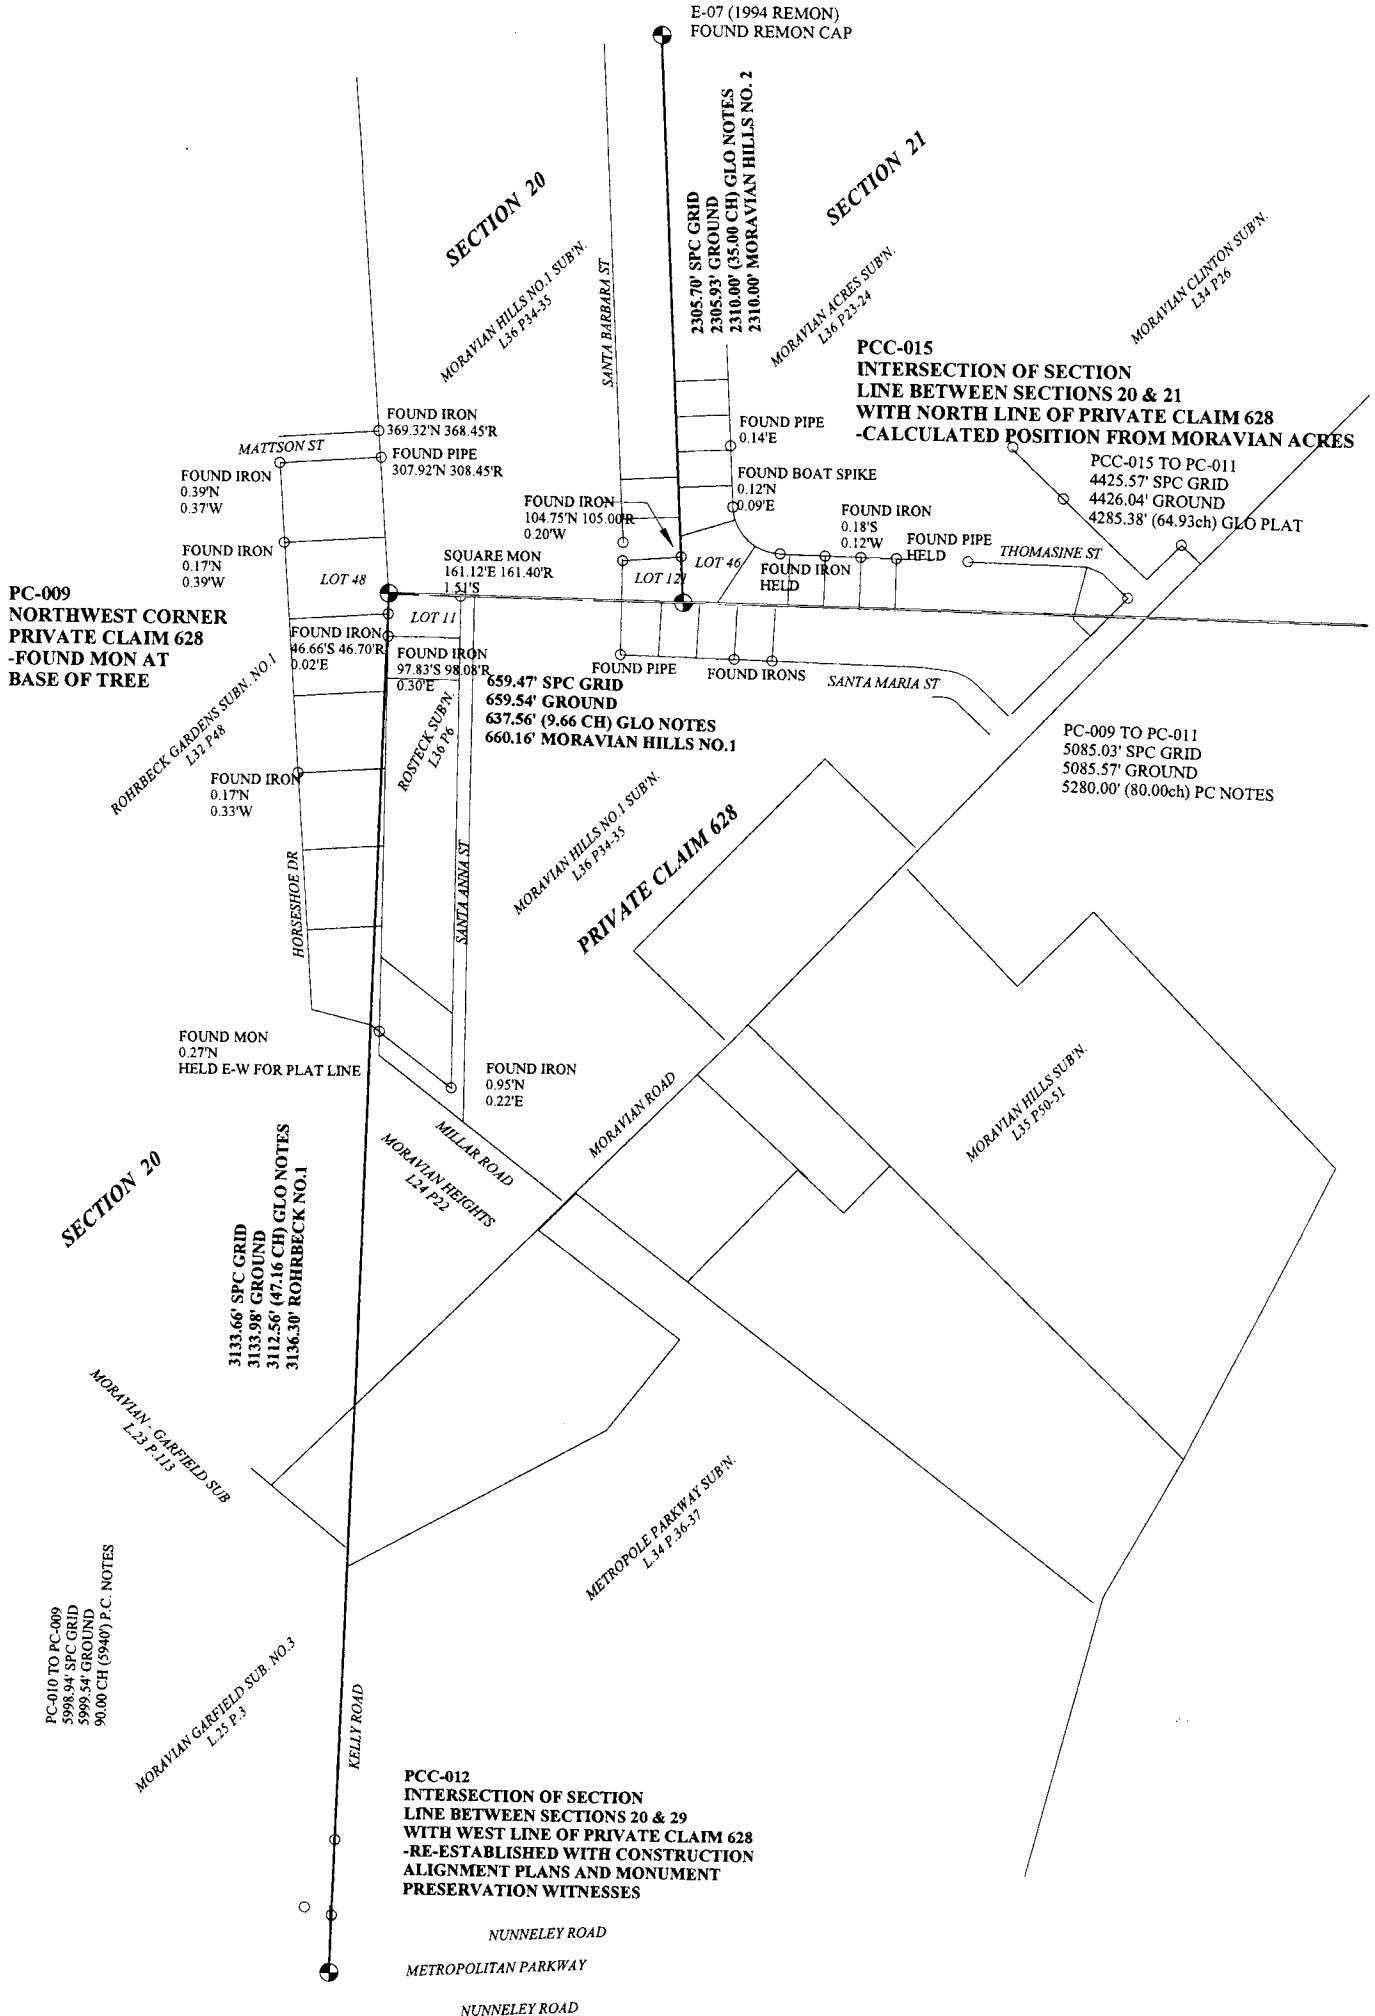 E-07 (1994 REMON)
FOUND REMON CAP
SECTION 20
SECTION 21
2305.70' SPC GRID
2305.93' GROUND
2310.00' (35.00 CH) GLO NOTES
2310.00' MORAVIAN HILLS NO. 2
MORAVIAN HILLS NO.1 SUB'N.
L36 P34-35
SANTA BARBARA ST
MORAVIAN ACRES SUB'N.
L36 P23-24
MORAVIAN CLINTON SUB'N.
L34 P26
PCC-015
INTERSECTION OF SECTION
LINE BETWEEN SECTIONS 20 & 21
WITH NORTH LINE OF PRIVATE CLAIM 628
-CALCULATED POSITION FROM MORAVIAN ACRES
PCC-015 TO PC-011
4425.57' SPC GRID
4426.04' GROUND
4285.38' (64.93ch) GLO PLAT
FOUND IRON
369.32'N 368.45'R
MATTSON ST
FOUND PIPE
307.92'N 308.45'R
FOUND IRON
0.39'N
0.37'W
FOUND PIPE
0.14'E
FOUND BOAT SPIKE
0.12'N
0.09'E
FOUND IRON
104.75'N 105.00'R
0.20'W
FOUND IRON
0.18'S
0.12'W
FOUND PIPE
HELD
THOMASINE ST
FOUND IRON
0.17'N
0.39'W
SQUARE MON
161.12'E 161.40'R
1.51'S
LOT 48
LOT 121
LOT 46
FOUND IRON
HELD
PC-009
NORTHWEST CORNER
PRIVATE CLAIM 628
-FOUND MON AT
BASE OF TREE
LOT 11
FOUND IRON
46.66'S 46.70'R
0.02'E
FOUND IRON
97.83'S 98.08'R
0.30'E
FOUND PIPE
FOUND IRONS
SANTA MARIA ST
659.47' SPC GRID
659.54' GROUND
637.56' (9.66 CH) GLO NOTES
660.16' MORAVIAN HILLS NO.1
PC-009 TO PC-011
5085.03' SPC GRID
5085.57' GROUND
5280.00' (80.00ch) PC NOTES
ROHRBECK GARDENS SUBN. NO.1
L32 P48
ROSTECK SUB'N.
L36 P6
FOUND IRON
0.17'N
0.33'W
MORAVIAN HILLS NO.1 SUB'N.
L36 P34-35
PRIVATE CLAIM 628
HORSESHOE DR
SANTA ANNA ST
FOUND MON
0.27'N
HELD E-W FOR PLAT LINE
FOUND IRON
0.95'N
0.22'E
MORAVIAN ROAD
MORAVIAN HILLS SUB'N.
L35 P50-51
MILLAR ROAD
MORAVIAN HEIGHTS
L24 P22
SECTION 20
3133.66' SPC GRID
3133.98' GROUND
3112.56' (47.16 CH) GLO NOTES
3136.30' ROHRBECK NO.1
MORAVIAN - GARFIELD SUB
L.23 P.113
METROPOLE PARKWAY SUB'N.
L.34 P.36-37
PC-010 TO PC-009
5998.94' SPC GRID
5999.54' GROUND
90.00 CH (5940') P.C. NOTES
MORAVIAN GARFIELD SUB. NO.3
L.25 P.3
KELLY ROAD
PCC-012
INTERSECTION OF SECTION
LINE BETWEEN SECTIONS 20 & 29
WITH WEST LINE OF PRIVATE CLAIM 628
-RE-ESTABLISHED WITH CONSTRUCTION
ALIGNMENT PLANS AND MONUMENT
PRESERVATION WITNESSES
NUNNELEY ROAD
METROPOLITAN PARKWAY
NUNNELEY ROAD